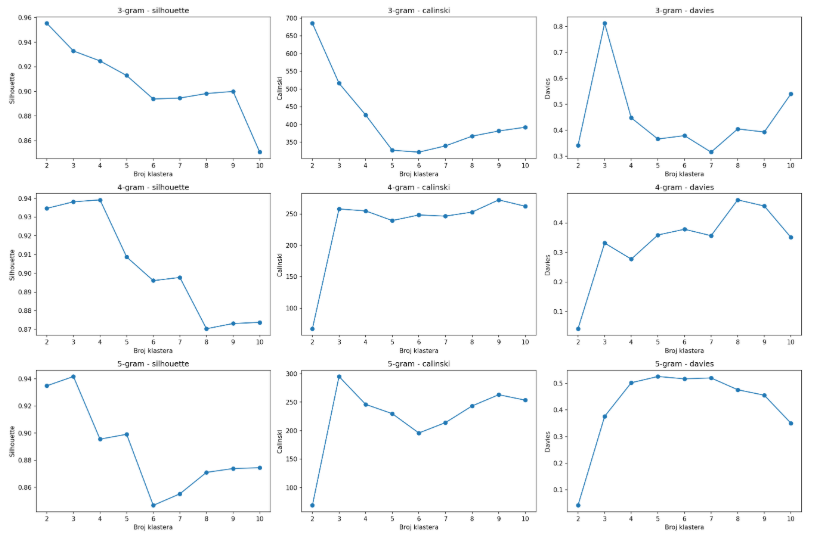 3-gram - silhouette
0.96
0.94
0.92
0.90
0.88
0.86
Silhouette
2 3 4 5 6 7 8 9 10
Broj klastera
3-gram - calinski
700
650
600
550
500
450
400
350
Calinski
2 3 4 5 6 7 8 9 10
Broj klastera
3-gram - davies
0.8
0.7
0.6
0.5
0.4
0.3
Davies
2 3 4 5 6 7 8 9 10
Broj klastera
4-gram - silhouette
0.94
0.93
0.92
0.91
0.90
0.89
0.88
0.87
Silhouette
2 3 4 5 6 7 8 9 10
Broj klastera
4-gram - calinski
250
200
150
100
Calinski
2 3 4 5 6 7 8 9 10
Broj klastera
4-gram - davies
0.4
0.3
0.2
0.1
Davies
2 3 4 5 6 7 8 9 10
Broj klastera
5-gram - silhouette
0.94
0.92
0.90
0.88
0.86
Silhouette
2 3 4 5 6 7 8 9 10
Broj klastera
5-gram - calinski
300
250
200
150
100
Calinski
2 3 4 5 6 7 8 9 10
Broj klastera
5-gram - davies
0.5
0.4
0.3
0.2
0.1
Davies
2 3 4 5 6 7 8 9 10
Broj klastera